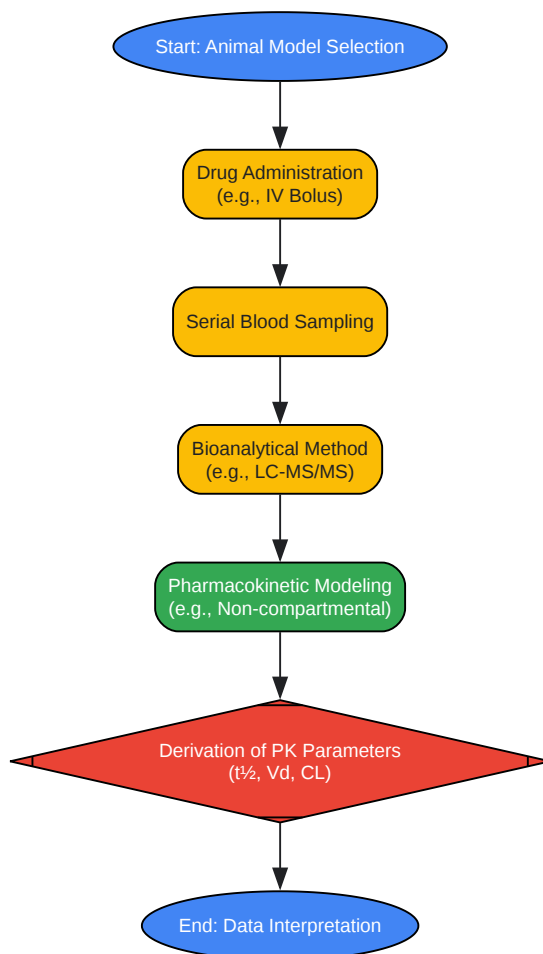 Start: Animal Model Selection
Drug Administration
(e.g., IV Bolus)
Serial Blood Sampling
Bioanalytical Method
(e.g., LC-MS/MS)
Pharmacokinetic Modeling
(e.g., Non-compartmental)
Derivation of PK Parameters
(t½, Vd, CL)
End: Data Interpretation